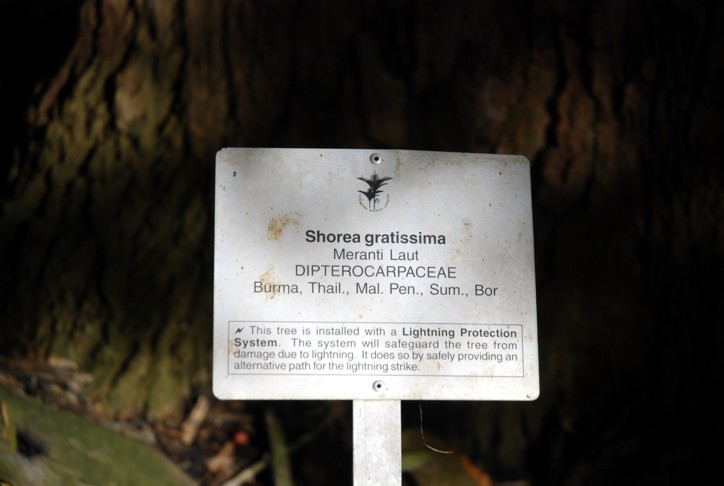 Shorea gratissima
Meranti Laut
DIPTEROCARPACEAE
Burma, Thail., Mal. Pen., Sum., Bor
This tree is installed with a Lightning Protection
System. The system will safeguard the tree from
damage due to lightning. It does so by safely providing an
alternative path for the lightning strike.